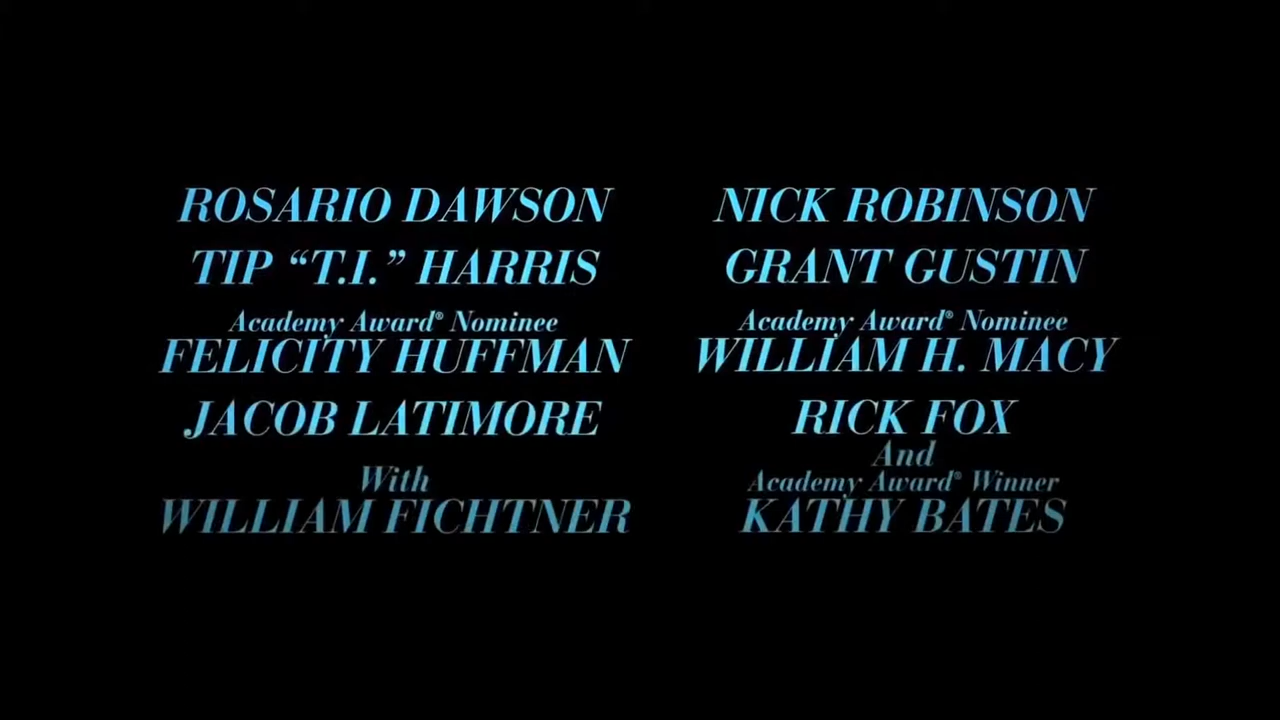 ROSARIO DAWSON
TIP “T.I.” HARRIS
Academy Award® Nominee
FELICITY HUFFMAN
JACOB LATIMORE
With
WILLIAM FICHTNER
NICK ROBINSON
GRANT GUSTIN
Academy Award® Nominee
WILLIAM H. MACY
RICK FOX
And
Academy Award® Winner
KATHY BATES